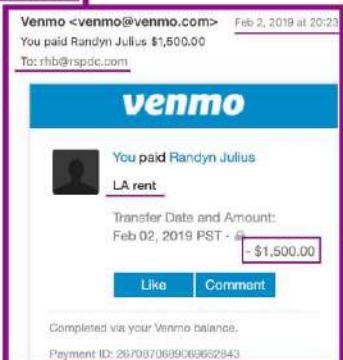 Venmo <venmo@venmo.com> Feb 2, 2019 at 20:23
You paid Randyn Julius $1,500.00
To: rhb@rspdc.com
venmo
You paid Randyn Julius
LA rent
Transfer Date and Amount:
Feb 02, 2019 PST ·
- $1,500.00
Like Comment
Completed via your Venmo balance.
Payment ID: 2670870689069662843